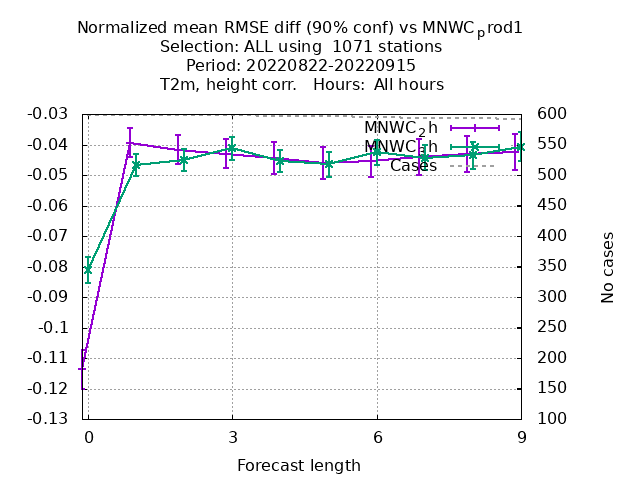 Normalized mean RMSE diff (90% conf) vs MNWC_prod1
Selection: ALL using  1071 stations
Period: 20220822-20220915
T2m, height corr.   Hours:  All hours
-0.03
-0.04
-0.05
-0.06
-0.07
-0.08
-0.09
-0.1
-0.11
-0.12
-0.13
MNWC_2h
MNWC_3h
Cases
600
550
500
450
400
350
300
250
200
150
100
No cases
0 3 6 9
Forecast length